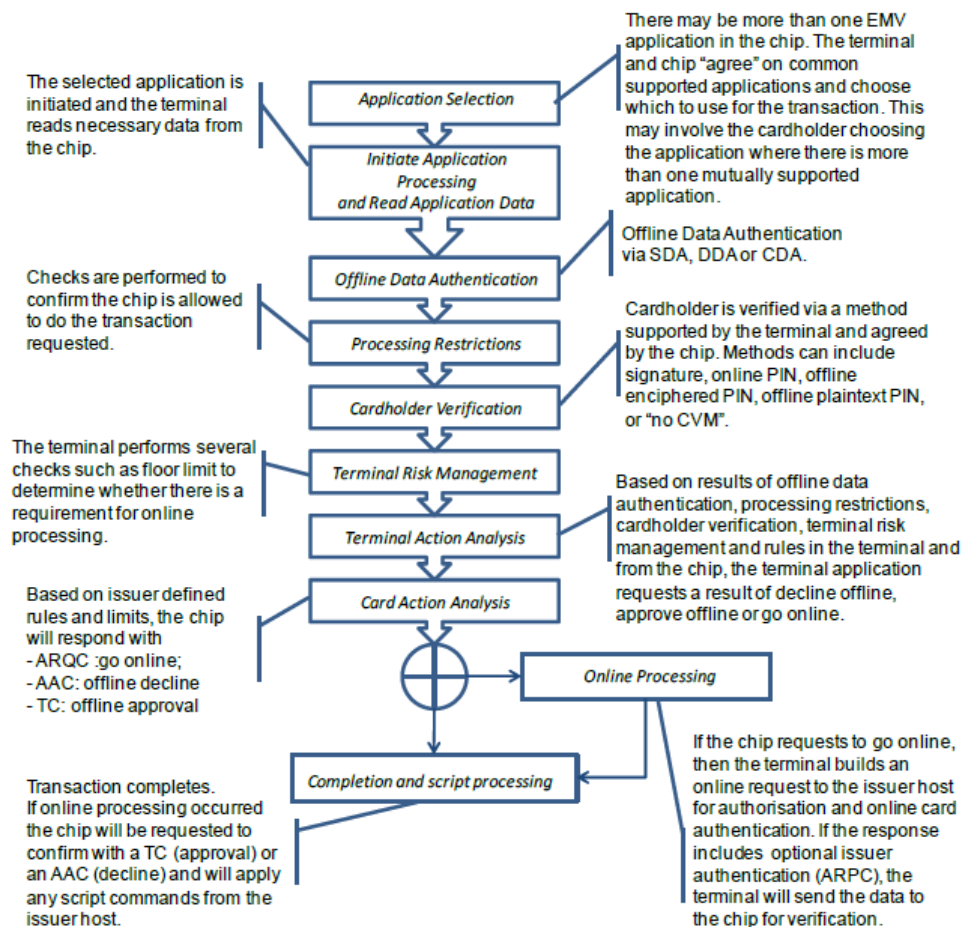 There may be more than one EMV
application in the chip. The terminal
and chip “agree” on common
supported applications and choose
which to use for the transaction. This
may involve the cardholder choosing
the application where there is more
than one mutually supported
application.
The selected application is
initiated and the terminal
reads necessary data from
the chip.
Application Selection
Initiate Application
Processing
and Read Application Data
Offline Data Authentication
via SDA, DDA or CDA.
Offline Data Authentication
Checks are performed to
confirm the chip is allowed
to do the transaction
requested.
Processing Restrictions
Cardholder is verified via a method
supported by the terminal and agreed
by the chip. Methods can include
signature, online PIN, offline
enciphered PIN, offline plaintext PIN,
or “no CVM”.
Cardholder Verification
The terminal performs several
checks such as floor limit to
determine whether there is a
requirement for online
processing.
Terminal Risk Management
Terminal Action Analysis
Based on results of offline data
authentication, processing restrictions,
cardholder verification, terminal risk
management and rules in the terminal and
from the chip, the terminal application
requests a result of decline offline,
approve offline or go online.
Based on issuer defined
rules and limits, the chip
will respond with
- ARQC :go online;
- AAC: offline decline
- TC: offline approval
Card Action Analysis
Online Processing
If the chip requests to go online,
then the terminal builds an
online request to the issuer host
for authorisation and online card
authentication. If the response
includes optional issuer
authentication (ARPC), the
terminal will send the data to
the chip for verification.
Completion and script processing
Transaction completes.
If online processing occurred
the chip will be requested to
confirm with a TC (approval) or
an AAC (decline) and will apply
any script commands from the
issuer host.